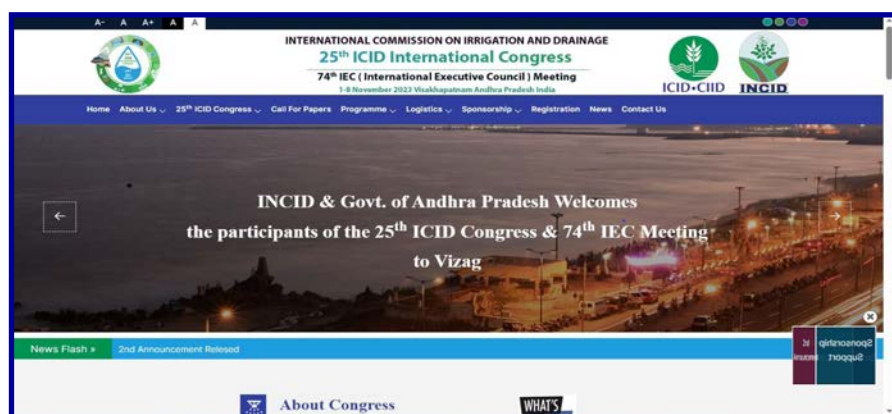 A- A A+ A A
INTERNATIONAL COMMISSION ON IRRIGATION AND DRAINAGE
25th ICID International Congress
74th IEC ( International Executive Council ) Meeting
1-8 November 2023 Visakhapatnam Andhra Pradesh India
ICID•CIID
INCID
Home About Us 25th ICID Congress Call For Papers Programme Logistics Sponsorship Registration News Contact Us
INCID & Govt. of Andhra Pradesh Welcomes
the participants of the 25th ICID Congress & 74th IEC Meeting
to Vizag
News Flash » 2nd Announcement Relesed
Sponsorship
Support
About Congress
WHAT'S